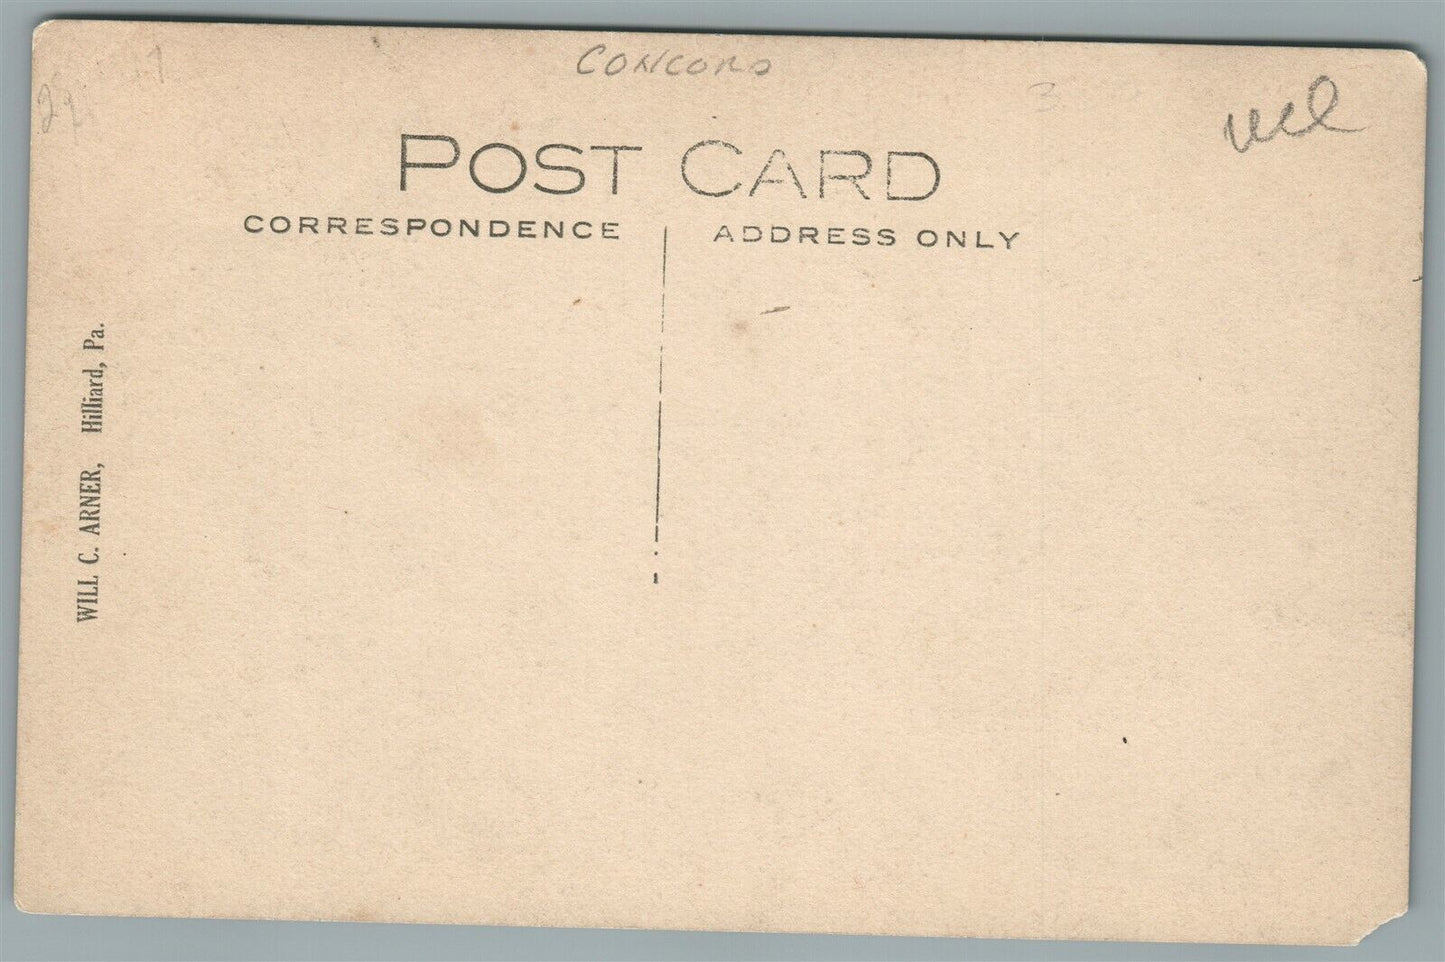 CONCORD
POST CARD
CORRESPONDENCE
ADDRESS ONLY
WILL C. ARNER, Hilliard, Pa.